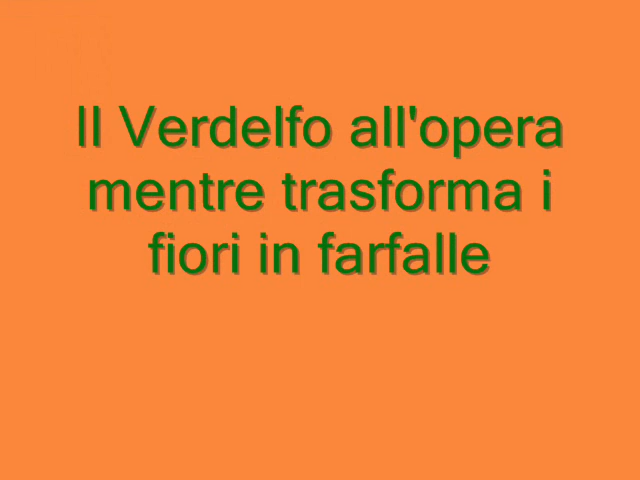 Il Verdelfo all'opera
mentre trasforma i
fiori in farfalle